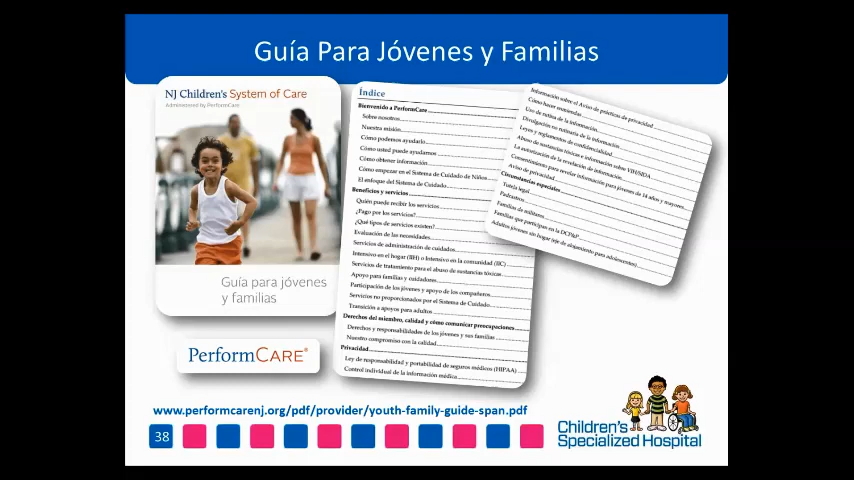 Guía Para Jóvenes y Familias
NJ Children's System of Care
Administered by PerformCare
Guía para jóvenes
y familias
PerformCARE®
Índice
Bienvenido a PerformCare
Sobre nosotros
Nuestra misión
Cómo podemos ayudarlo
Cómo usted puede ayudarnos
Cómo obtener información
Cómo empezar en el Sistema de Cuidado de Niños
El enfoque del Sistema de Cuidado
Beneficios y servicios
Quién puede recibir los servicios
¿Pago por los servicios?
¿Qué tipos de servicios existen?
Evaluación de las necesidades
Servicios de administración de cuidados
Intensivo en el hogar (IIH) o Intensivo en la comunidad (IIC)
Servicios de tratamiento para el abuso de sustancias tóxicas
Apoyo para familias y cuidadores
Participación de los jóvenes y apoyo de los compañeros
Servicios no proporcionados por el Sistema de Cuidado
Transición a apoyos para adultos
Derechos del miembro, calidad y cómo comunicar preocupaciones
Derechos y responsabilidades de los jóvenes y sus familias
Nuestro compromiso con la calidad
Privacidad
Ley de responsabilidad y portabilidad de seguros médicos (HIPAA)
Control individual de la información médica
Información sobre el Aviso de prácticas de privacidad
Cómo hacer
Uso de rutina de la información
Divulgación no rutinaria de la información
Leyes y reglamentos de confidencialidad
Abuso de sustancias tóxicas e información sobre VIH/SIDA
La autorización de revelación de información
Consentimiento para revelar información para jóvenes de 14 años y mayores
Aviso de privacidad
Circunstancias especiales
Tutela legal
Padrastros
Familias de militares
Familias que participan en la DCP&P
Adultos jóvenes sin hogar (eje de alojamiento para adolescentes)
www.performcarenj.org/pdf/provider/youth-family-guide-span.pdf
38
Children's
Specialized Hospital